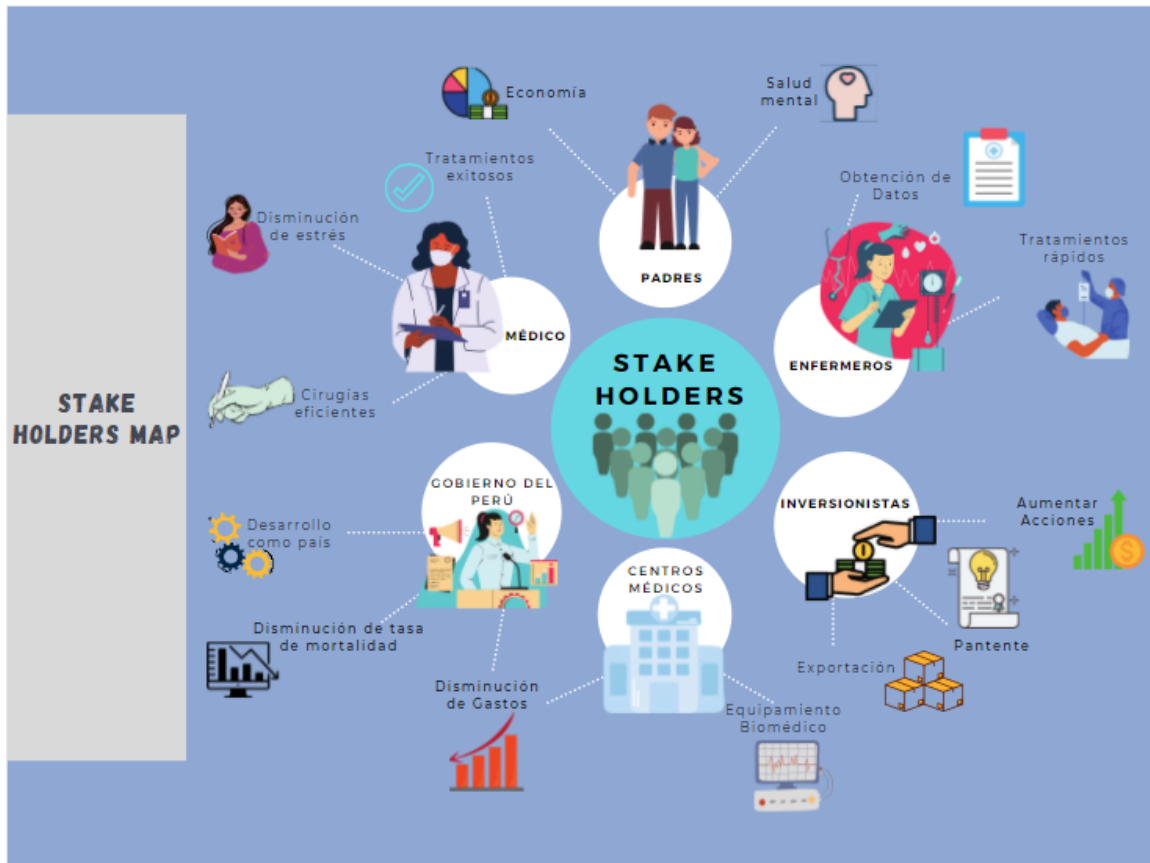 STAKE
HOLDERS MAP
Economía
Salud
mental
Tratamientos
exitosos
Obtención de
Datos
Disminución
de estrés
Tratamientos
rápidos
PADRES
MÉDICO
ENFERMEROS
STAKE
HOLDERS
Cirugías
eficientes
GOBIERNO DEL
PERÚ
INVERSIONISTAS
Aumentar
Acciones
Desarrollo
como país
CENTROS
MÉDICOS
Disminución de tasa
de mortalidad
Pantente
Exportación
Disminución
de Gastos
Equipamiento
Biomédico